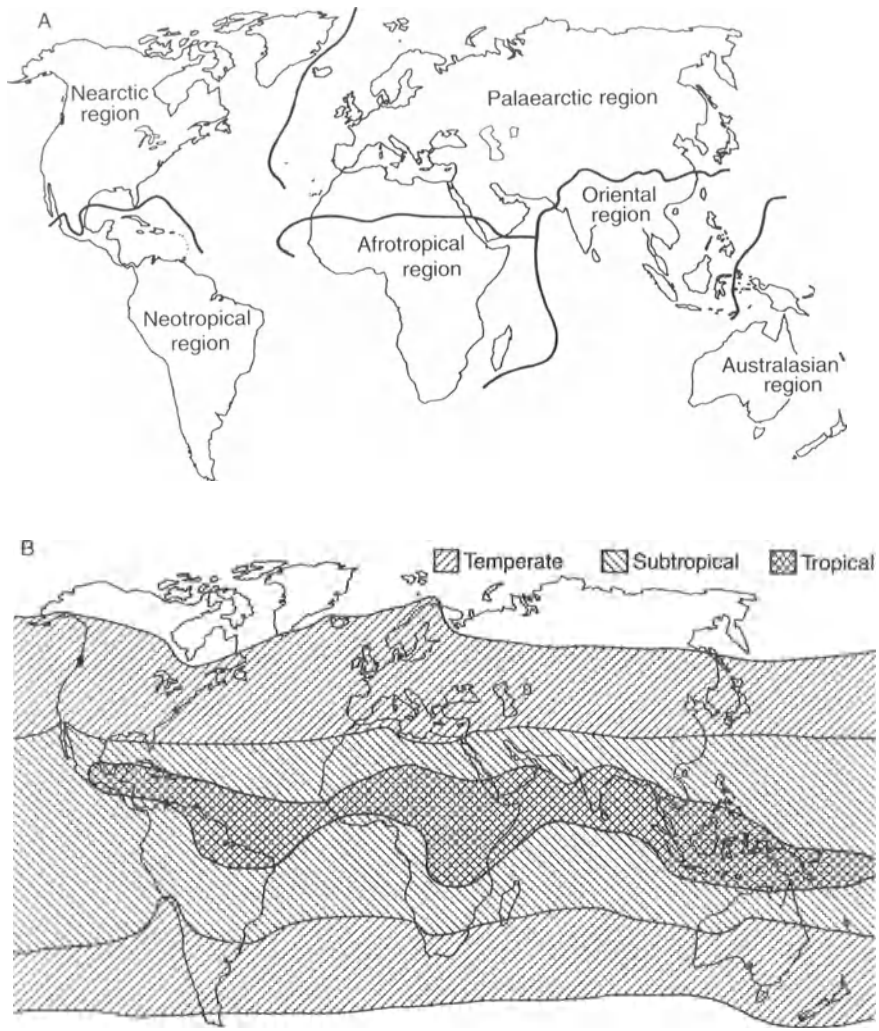 A
Nearctic
region
Palaearctic region
Oriental
region
Afrotropical
region
Neotropical
region
Australasian
region
B
Temperate
Subtropical
Tropical